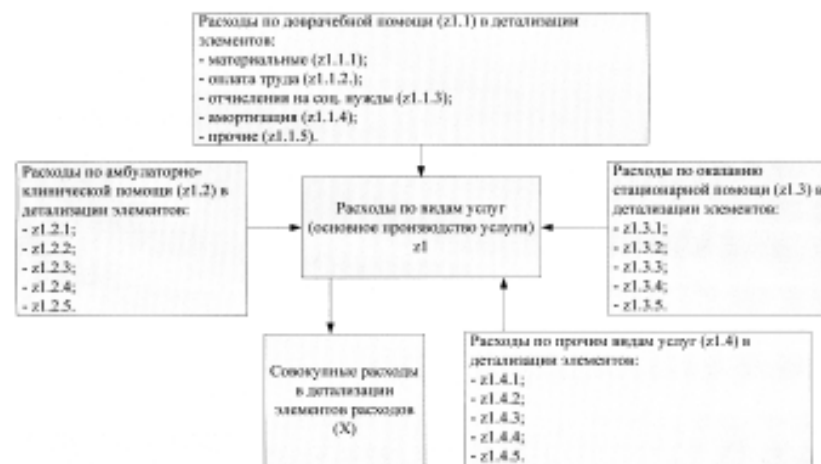 Расходы по доврачебной помощи (z1.1) в детализации
элементов:
- материальные (z1.1.1);
- оплата труда (z1.1.2.);
- отчисления на соц. нужды (z1.1.3);
- амортизация (z1.1.4);
- прочие (z1.1.5).
Расходы по амбулаторно-
клинической помощи (z1.2) в
детализации элементов:
- z1.2.1;
- z1.2.2;
- z1.2.3;
- z1.2.4;
- z1.2.5.
Расходы по видам услуг
(основное производство услуги)
z1
Расходы по оказанию
стационарной помощи (z1.3) в
детализации элементов:
- z1.3.1;
- z1.3.2;
- z1.3.3;
- z1.3.4;
- z1.3.5.
Совокупные расходы
в детализации
элементов расходов
(X)
Расходы по прочим видам услуг (z1.4) в
детализации элементов:
- z1.4.1;
- z1.4.2;
- z1.4.3;
- z1.4.4;
- z1.4.5.